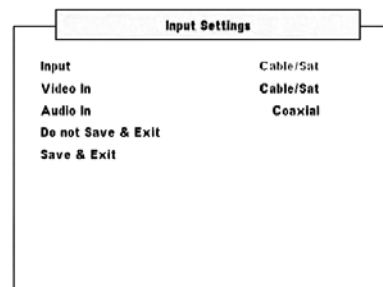 Input Settings
Input Cable/Sat
Video In Cable/Sat
Audio In Coaxial
Do not Save & Exit
Save & Exit